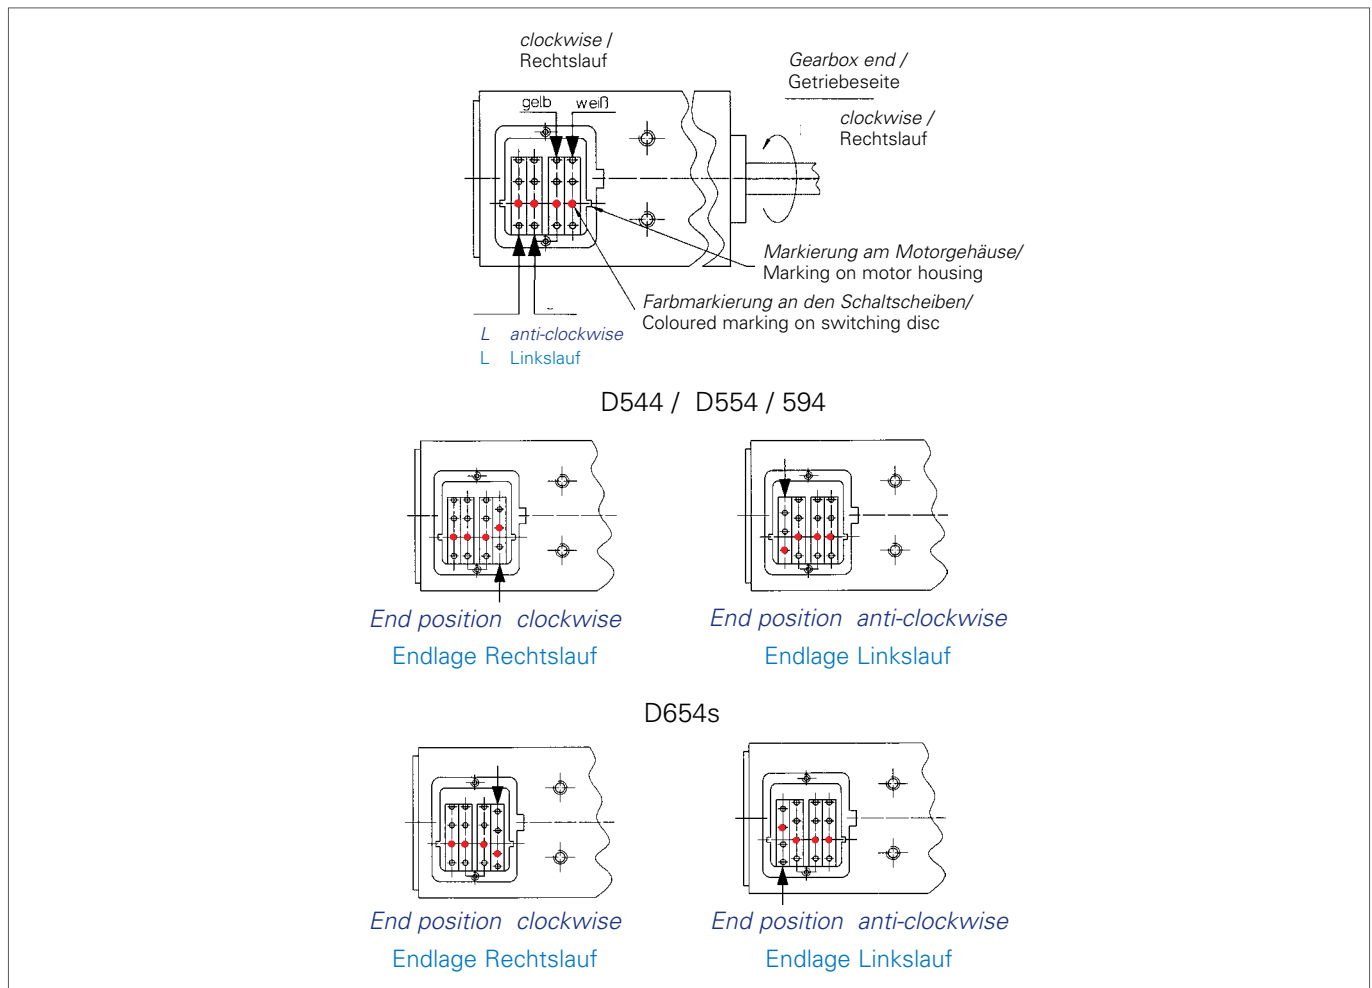 clockwise /
Rechtslauf
Gearbox end /
Getriebeseite
clockwise /
Rechtslauf
gelb weiß
Markierung am Motorgehäuse/
Marking on motor housing
Farbmarkierung an den Schaltscheiben/
Coloured marking on switching disc
L anti-clockwise
L Linkslauf
D544 / D554 / 594
End position clockwise
Endlage Rechtslauf
End position anti-clockwise
Endlage Linkslauf
D654s
End position clockwise
Endlage Rechtslauf
End position anti-clockwise
Endlage Linkslauf